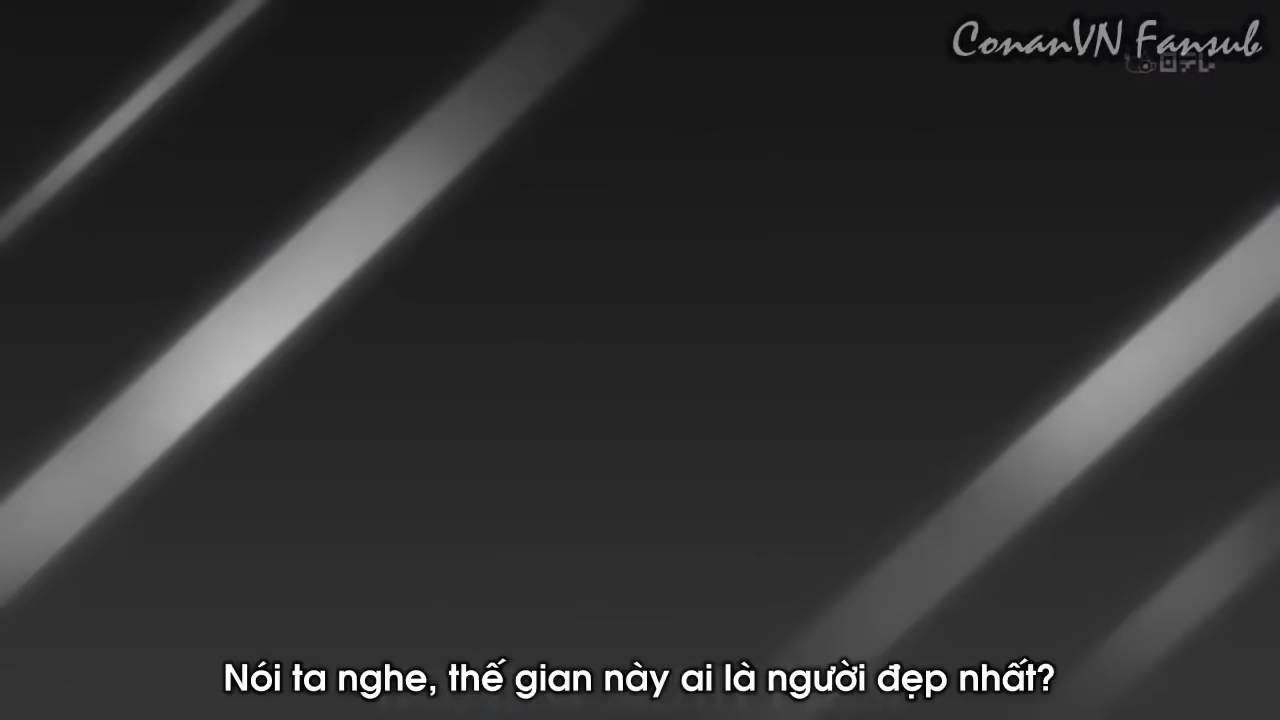 ConanVN Fansub
Nói ta nghe, thế gian này ai là người đẹp nhất?